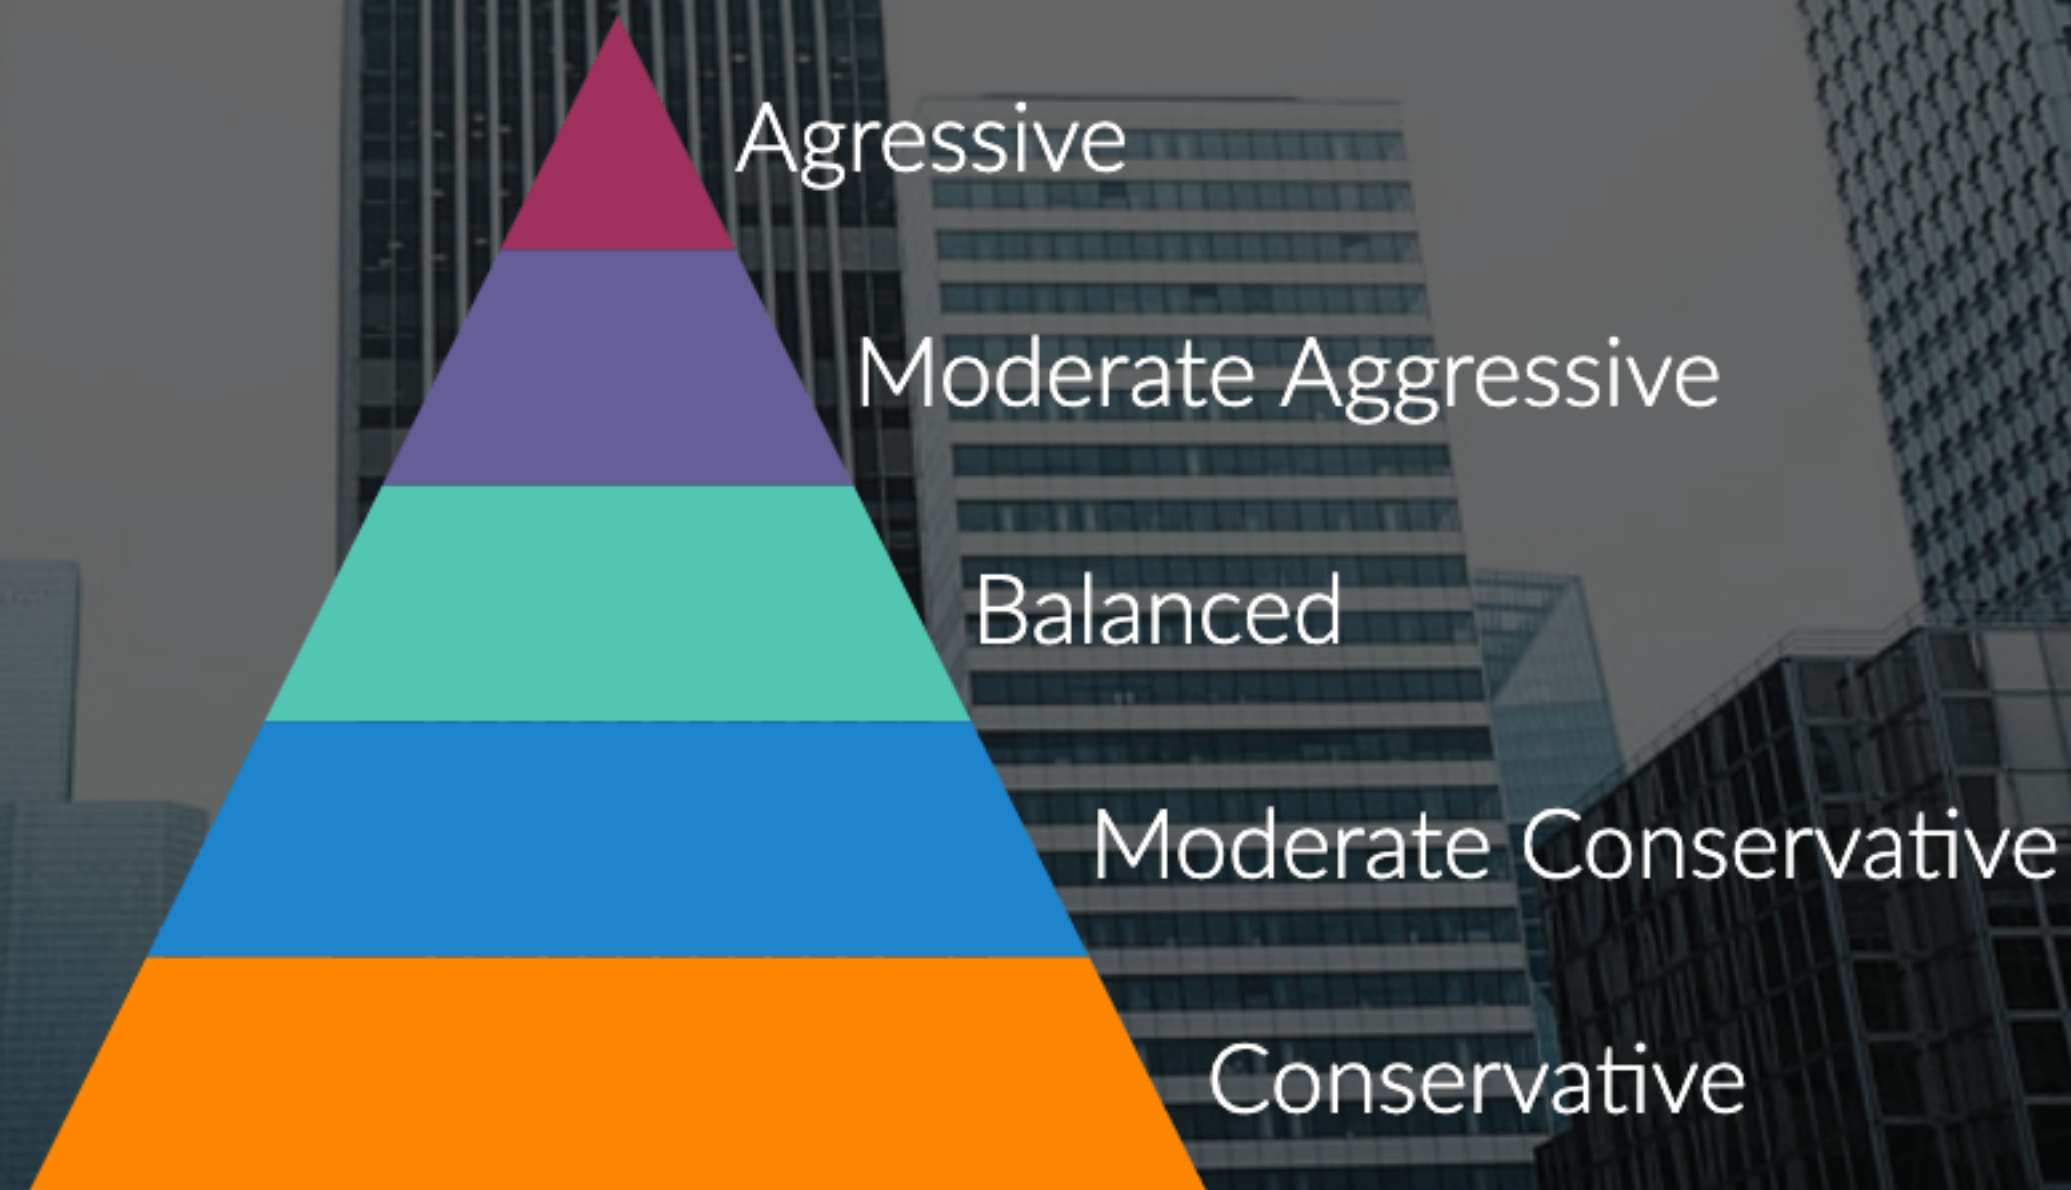 Agressive
Moderate Aggressive
Balanced
Moderate Conservative
Conservative